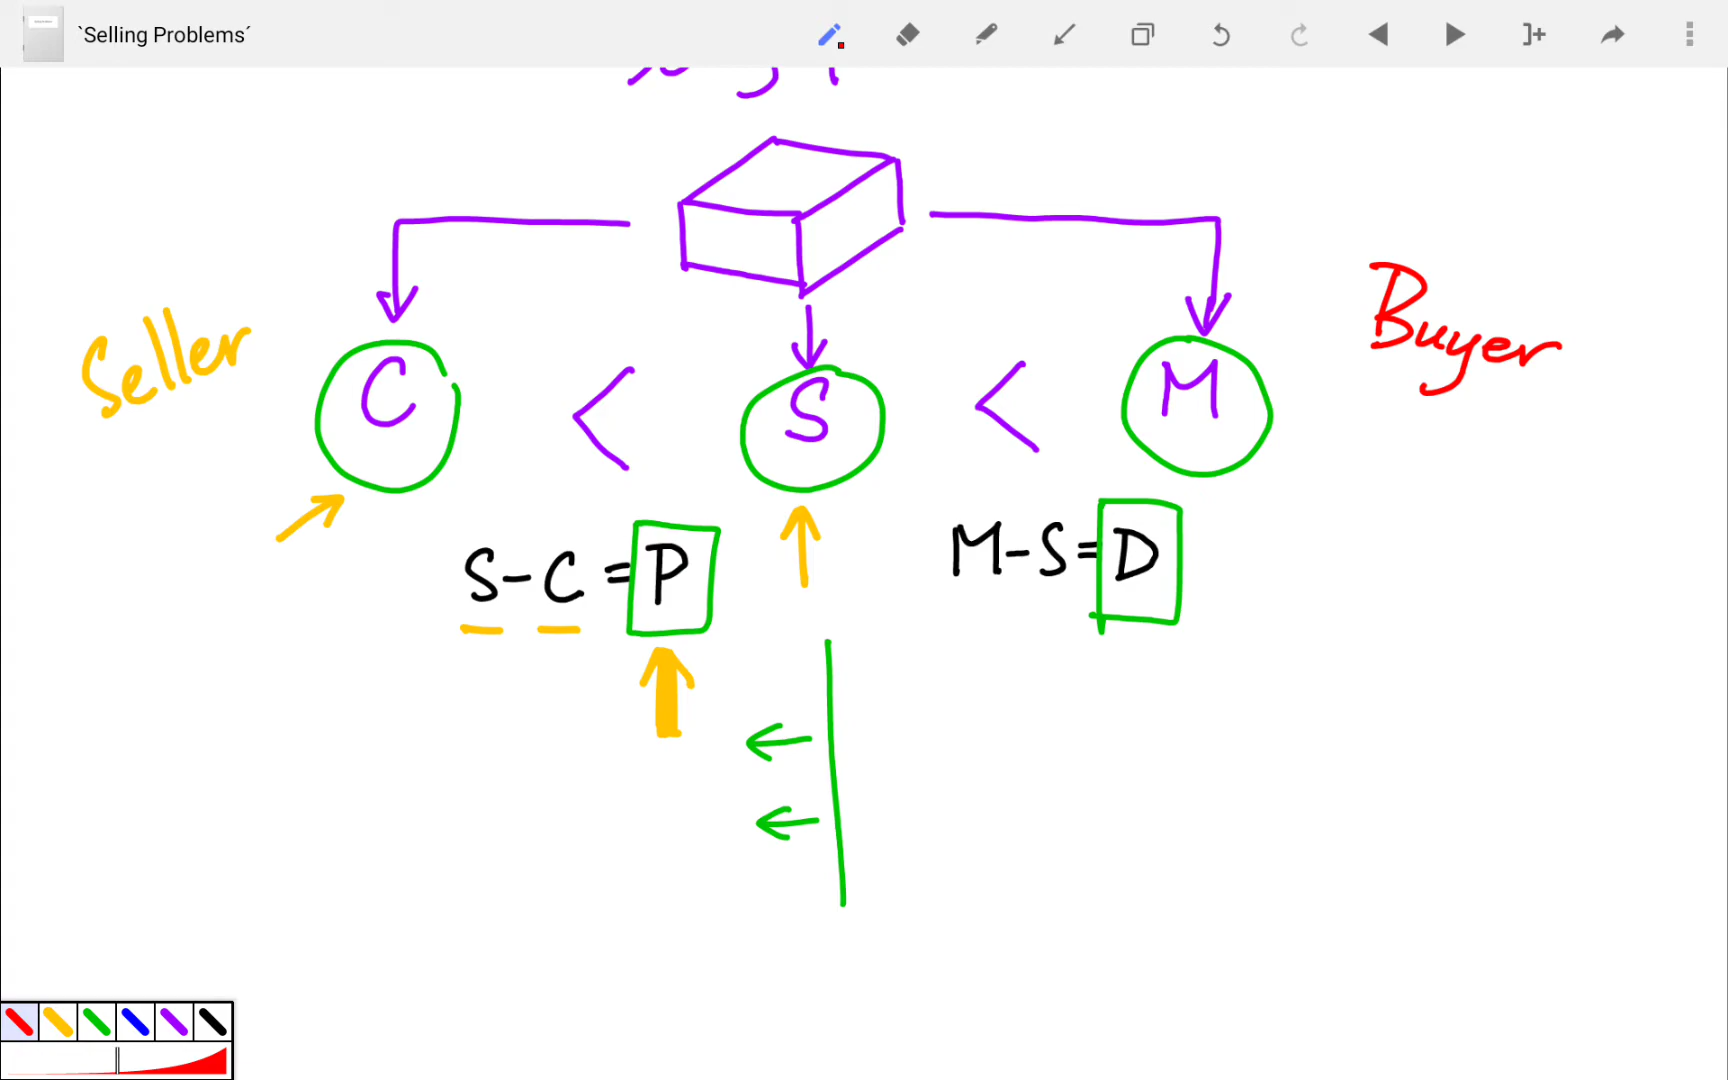 `Selling Problems´
Seller
Buyer
C < S < M
S - C = P
M - S = D